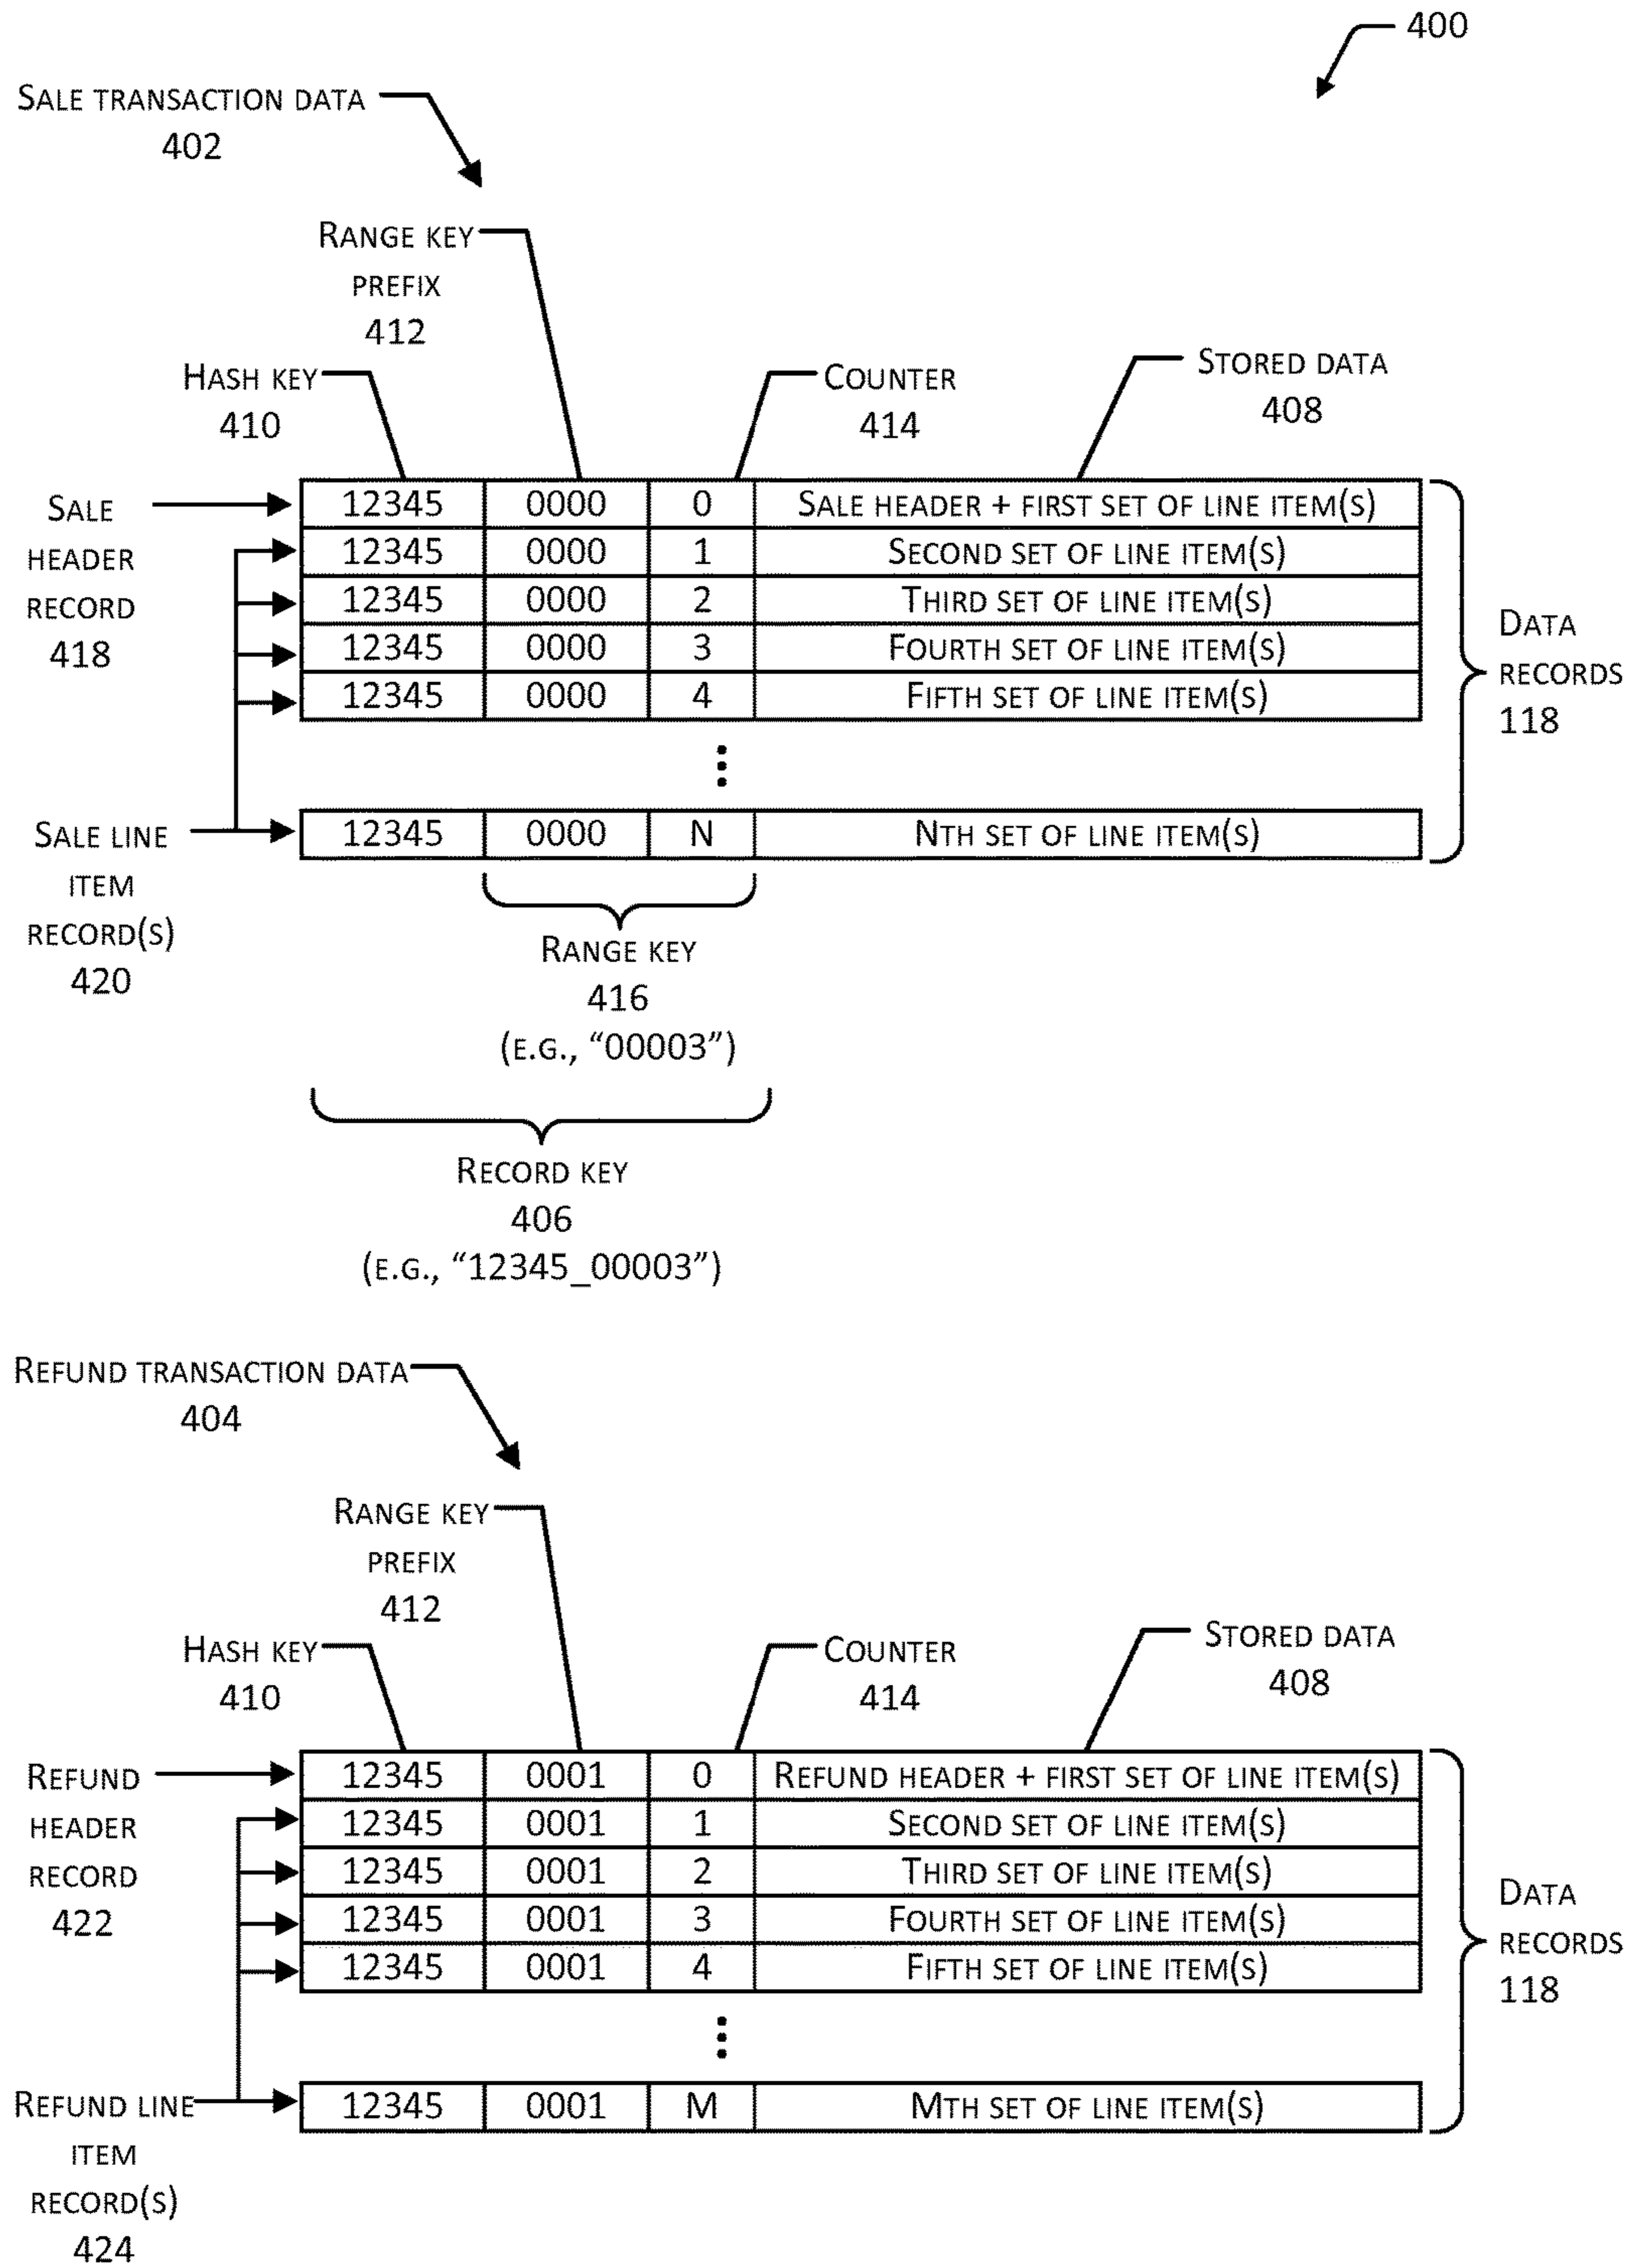 400
Sale transaction data
402
Range key
prefix
412
Hash key
410
Counter
414
Stored data
408
Sale
header
record
418
12345 0000 0 Sale header + first set of line item(s)
12345 0000 1 Second set of line item(s)
12345 0000 2 Third set of line item(s)
12345 0000 3 Fourth set of line item(s)
12345 0000 4 Fifth set of line item(s)
Data
records
118
Sale line
item
record(s)
420
12345 0000 N Nth set of line item(s)
Range key
416
(e.g., “00003”)
Record key
406
(e.g., “12345_00003”)
Refund transaction data
404
Range key
prefix
412
Hash key
410
Counter
414
Stored data
408
Refund
header
record
422
12345 0001 0 Refund header + first set of line item(s)
12345 0001 1 Second set of line item(s)
12345 0001 2 Third set of line item(s)
12345 0001 3 Fourth set of line item(s)
12345 0001 4 Fifth set of line item(s)
Data
records
118
Refund line
item
record(s)
424
12345 0001 M Mth set of line item(s)